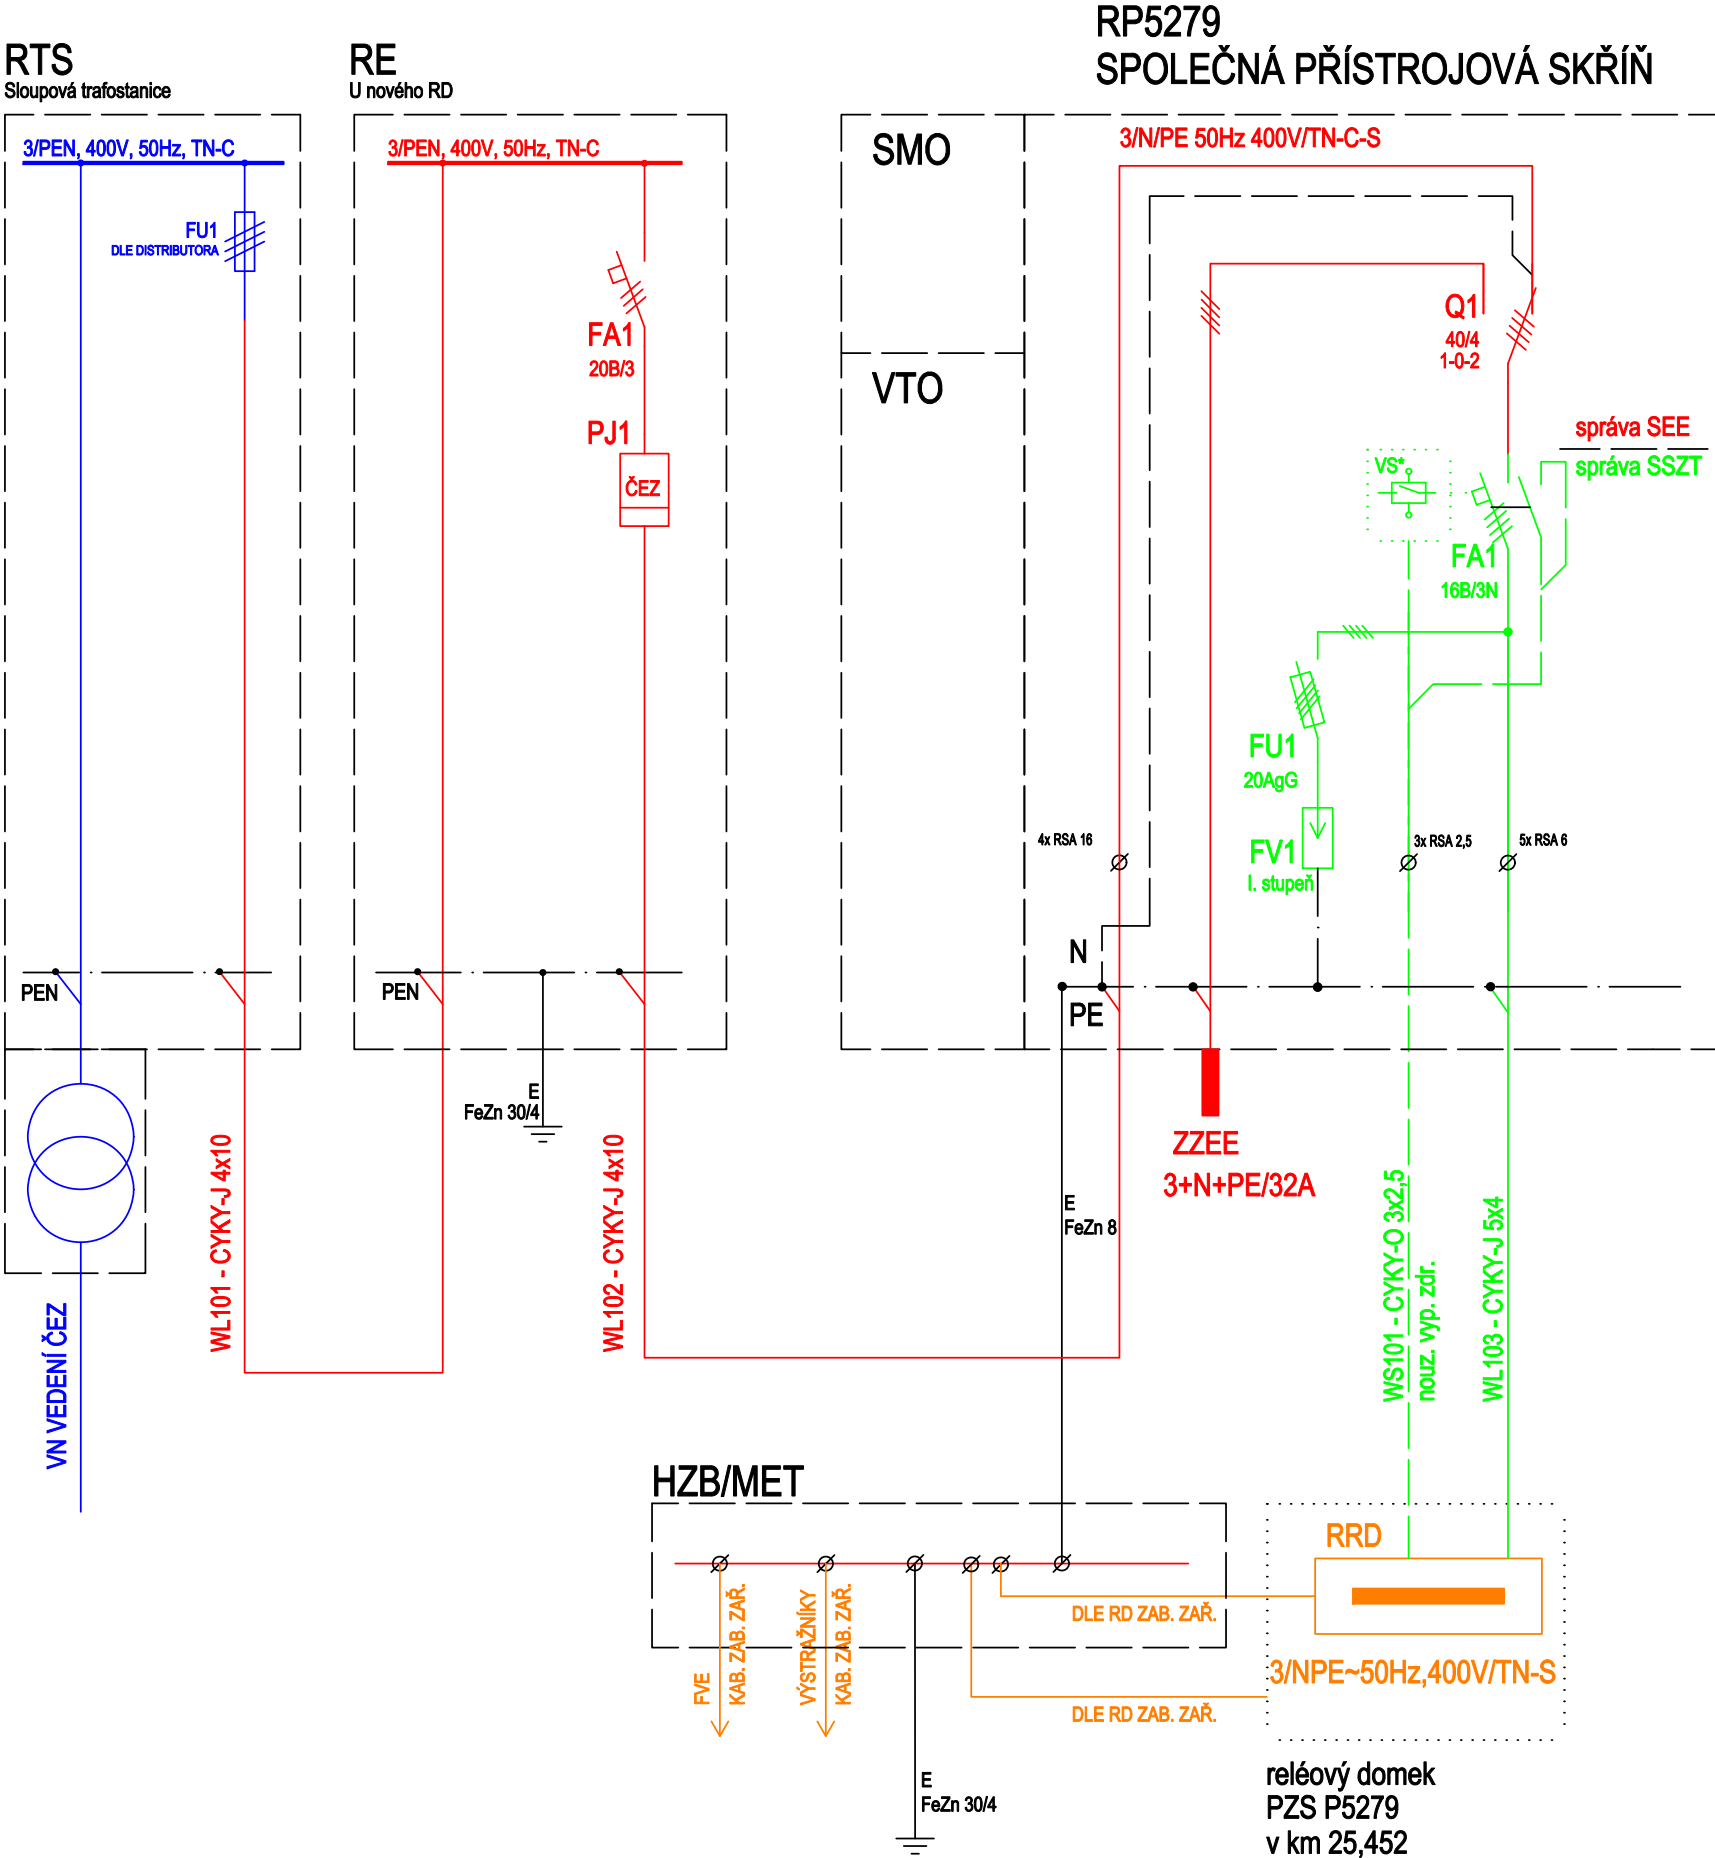 RP5279
SPOLEČNÁ PŘÍSTROJOVÁ SKŘÍŇ
RTS
Sloupová trafostanice
RE
U nového RD
3/PEN, 400V, 50Hz, TN-C
3/PEN, 400V, 50Hz, TN-C
SMO
3/N/PE 50Hz 400V/TN-C-S
FU1
DLE DISTRIBUTORA
FA1
20B/3
Q1
40/4
1-0-2
VTO
PJ1
ČEZ
správa SEE
správa SSZT
VS*
FA1
16B/3N
FU1
20AgG
4x RSA 16
FV1
I. stupeň
3x RSA 2,5
5x RSA 6
N
PE
PEN
PEN
E
FeZn 30/4
ZZEE
3+N+PE/32A
E
FeZn 8
WL101 - CYKY-J 4x10
WL102 - CYKY-J 4x10
WS101 - CYKY-O 3x2,5
nouz. vyp. zdr.
WL103 - CYKY-J 5x4
VN VEDENÍ ČEZ
HZB/MET
RRD
DLE RD ZAB. ZAŘ.
FVE
KAB. ZAB. ZAŘ.
VÝSTRAŽNÍKY
KAB. ZAB. ZAŘ.
3/NPE~50Hz,400V/TN-S
DLE RD ZAB. ZAŘ.
E
FeZn 30/4
reléový domek
PZS P5279
v km 25,452